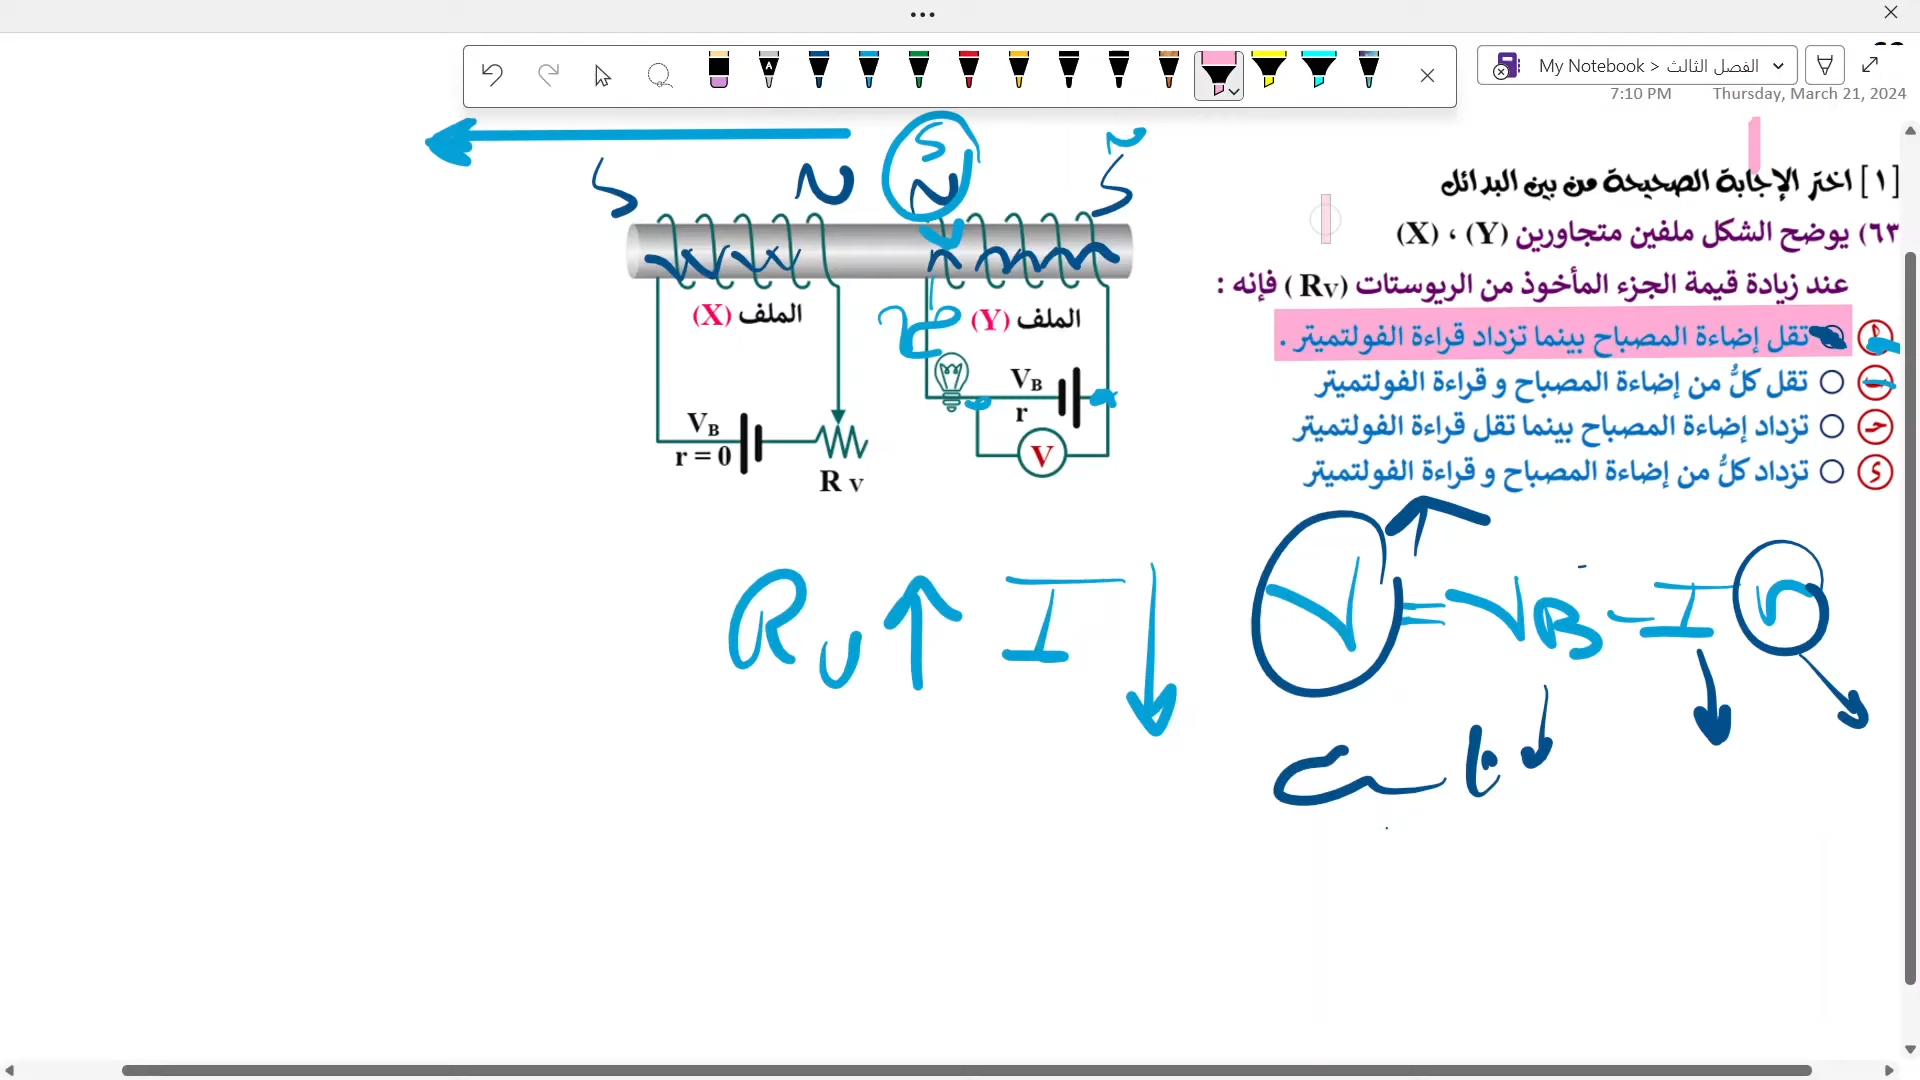 My Notebook > الفصل الثالث
7:10 PM Thursday, March 21, 2024
[١] اختر الإجابة الصحيحة من بين البدائل
٦٣) يوضح الشكل ملفين متجاورين (Y) ، (X)
عند زيادة قيمة الجزء المأخوذ من الريوستات (RV) فإنه :
أ تقل إضاءة المصباح بينما تزداد قراءة الفولتميتر .
ب تقل كلُّ من إضاءة المصباح و قراءة الفولتميتر
حـ تزداد إضاءة المصباح بينما تقل قراءة الفولتميتر
ى تزداد كلُّ من إضاءة المصباح و قراءة الفولتميتر
S N S N S N
الملف (X)
الملف (Y)
VB
r
V
VB
r = 0
R V
Rv ↑ I ↓
V = VB - I r